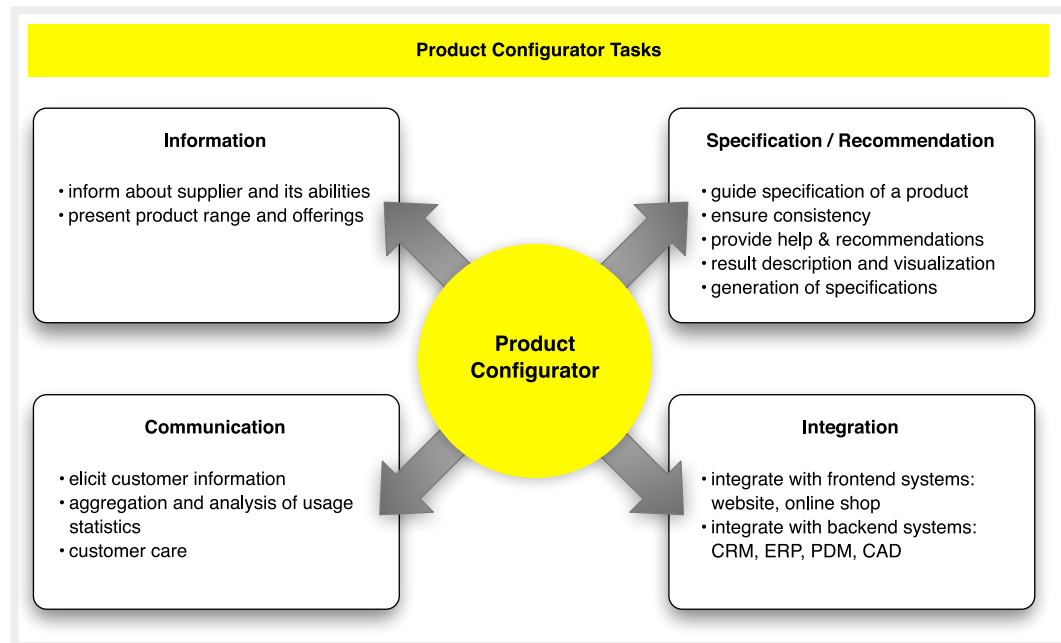 Product Configurator Tasks
Information
• inform about supplier and its abilities
• present product range and offerings
Specification / Recommendation
• guide specification of a product
• ensure consistency
• provide help & recommendations
• result description and visualization
• generation of specifications
Product
Configurator
Communication
• elicit customer information
• aggregation and analysis of usage
statistics
• customer care
Integration
• integrate with frontend systems:
website, online shop
• integrate with backend systems:
CRM, ERP, PDM, CAD